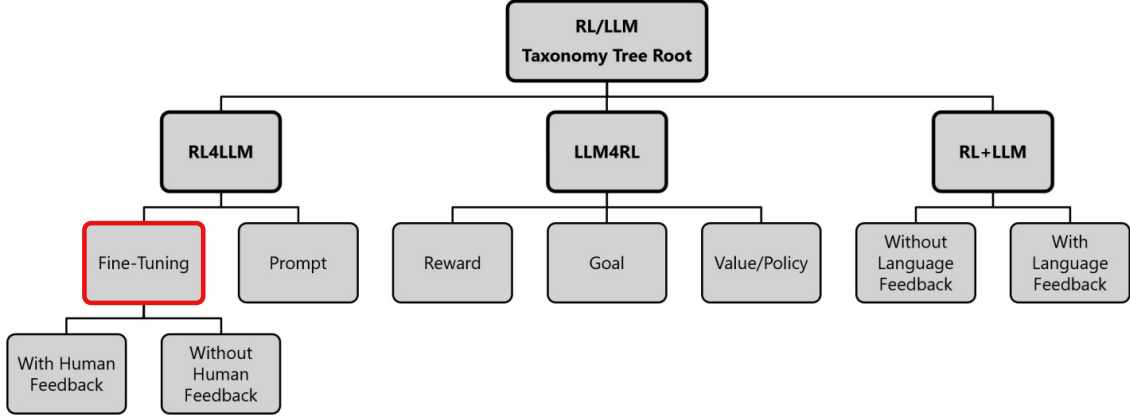 RL/LLM
Taxonomy Tree Root
RL4LLM
LLM4RL
RL+LLM
Fine-Tuning
Prompt
Reward
Goal
Value/Policy
Without
Language
Feedback
With
Language
Feedback
With Human
Feedback
Without
Human
Feedback